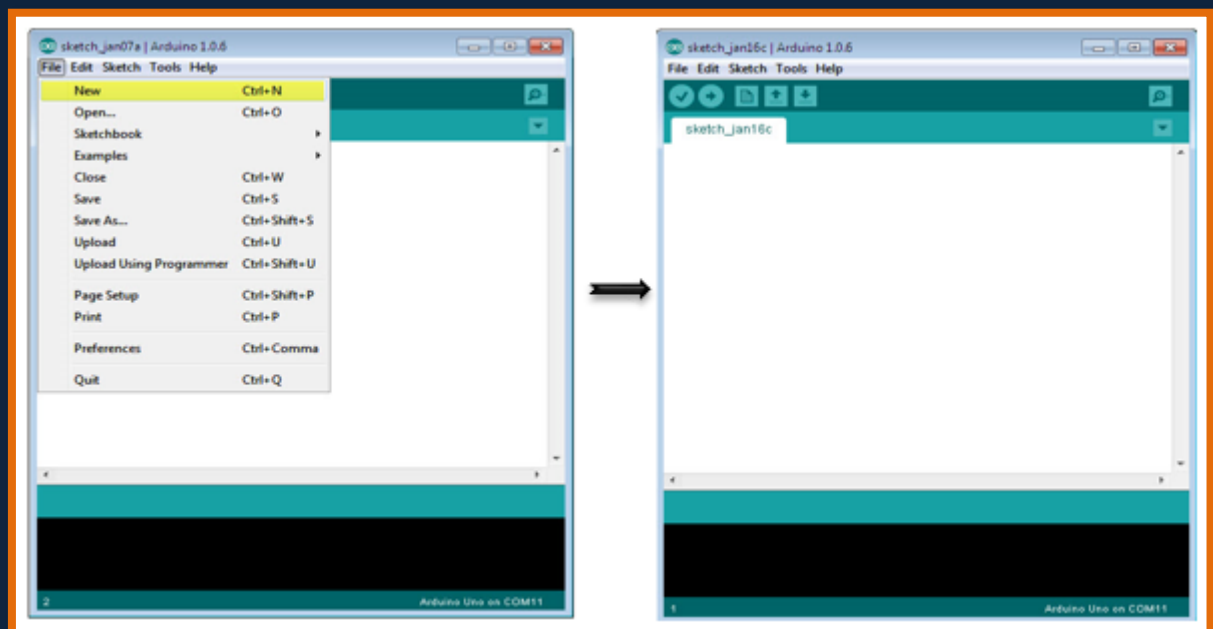 sketch_jan07a | Arduino 1.0.6
File Edit Sketch Tools Help
New Ctrl+N
Open... Ctrl+O
Sketchbook
Examples
Close Ctrl+W
Save Ctrl+S
Save As... Ctrl+Shift+S
Upload Ctrl+U
Upload Using Programmer Ctrl+Shift+U
Page Setup Ctrl+Shift+P
Print Ctrl+P
Preferences Ctrl+Comma
Quit Ctrl+Q
2 Arduino Uno on COM11
sketch_jan16c | Arduino 1.0.6
File Edit Sketch Tools Help
sketch_jan16c
1 Arduino Uno on COM11